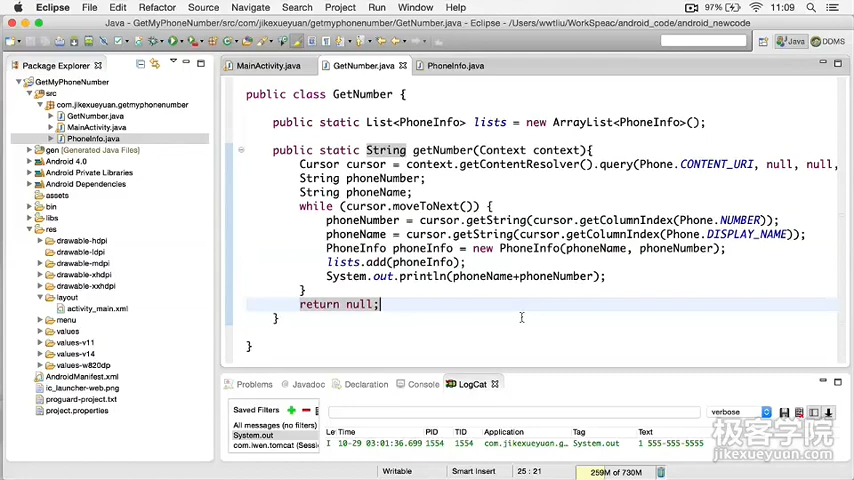 Eclipse File Edit Refactor Source Navigate Search Project Run Window Help 97% 11:09
Java - GetMyPhoneNumber/src/com/jikexueyuan/getmyphonenumber/GetNumber.java - Eclipse - /Users/wwtliu/WorkSpeac/android_code/android_newcode
Java DDMS
Package Explorer
GetMyPhoneNumber
src
com.jikexueyuan.getmyphonenumber
GetNumber.java
MainActivity.java
PhoneInfo.java
gen [Generated Java Files]
Android 4.0
Android Private Libraries
Android Dependencies
assets
bin
libs
res
drawable-hdpi
drawable-ldpi
drawable-mdpi
drawable-xhdpi
drawable-xxhdpi
layout
activity_main.xml
menu
values
values-v11
values-v14
values-w820dp
AndroidManifest.xml
ic_launcher-web.png
proguard-project.txt
project.properties
MainActivity.java GetNumber.java PhoneInfo.java
public class GetNumber {
public static List<PhoneInfo> lists = new ArrayList<PhoneInfo>();
public static String getNumber(Context context){
Cursor cursor = context.getContentResolver().query(Phone.CONTENT_URI, null, null,
String phoneNumber;
String phoneName;
while (cursor.moveToNext()) {
phoneNumber = cursor.getString(cursor.getColumnIndex(Phone.NUMBER));
phoneName = cursor.getString(cursor.getColumnIndex(Phone.DISPLAY_NAME));
PhoneInfo phoneInfo = new PhoneInfo(phoneName, phoneNumber);
lists.add(phoneInfo);
System.out.println(phoneName+phoneNumber);
}
return null;
}
}
Problems Javadoc Declaration Console LogCat
Saved Filters
All messages (no filters)
System.out
com.lwen.tomcat (Sessi
verbose
Le Time PID TID Application Tag Text
I 10-29 03:01:36.699 1554 1554 com.jikexueyuan.g... System.out 1 555-555-5555
极客学院
jikexueyuan.com
Writable Smart Insert 25 : 21 259M of 730M